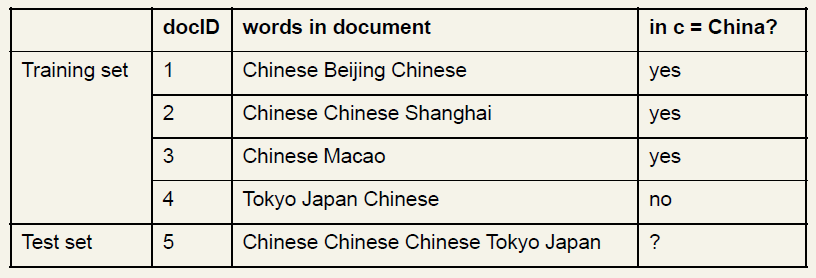 docID words in document in c = China?
Training set 1 Chinese Beijing Chinese yes
2 Chinese Chinese Shanghai yes
3 Chinese Macao yes
4 Tokyo Japan Chinese no
Test set 5 Chinese Chinese Chinese Tokyo Japan ?